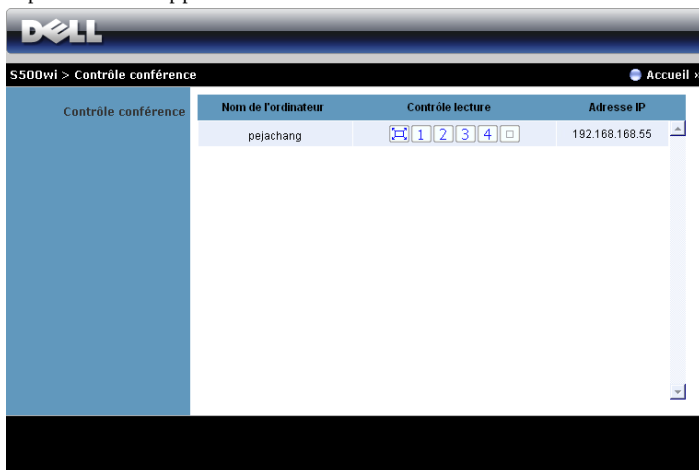 DELL
S500wi > Contrôle conférence
Accueil »
Contrôle conférence
Nom de l'ordinateur Contrôle lecture Adresse IP
pejachang 1 2 3 4 192.168.168.55